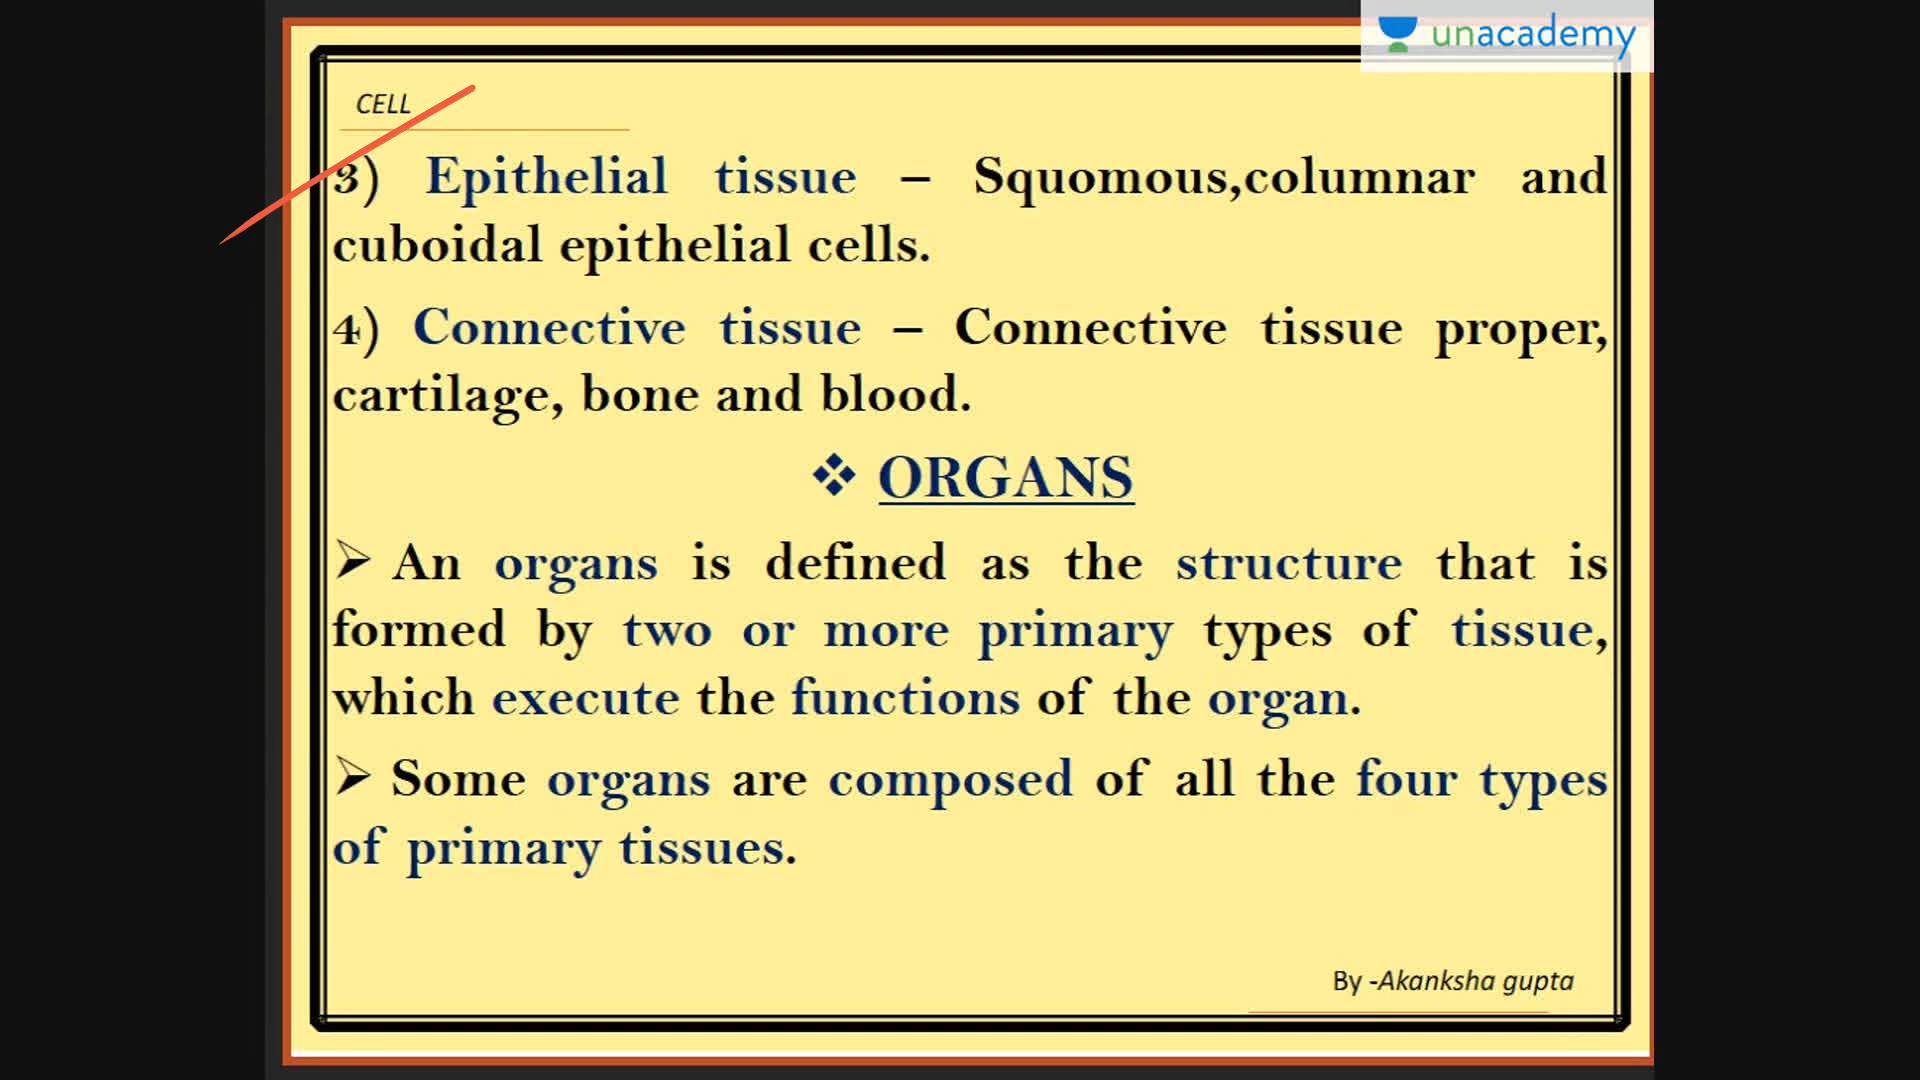 unacademy
CELL
3) Epithelial tissue – Squomous,columnar and
cuboidal epithelial cells.
4) Connective tissue – Connective tissue proper,
cartilage, bone and blood.
❖ ORGANS
➢ An organs is defined as the structure that is
formed by two or more primary types of tissue,
which execute the functions of the organ.
➢ Some organs are composed of all the four types
of primary tissues.
By -Akanksha gupta